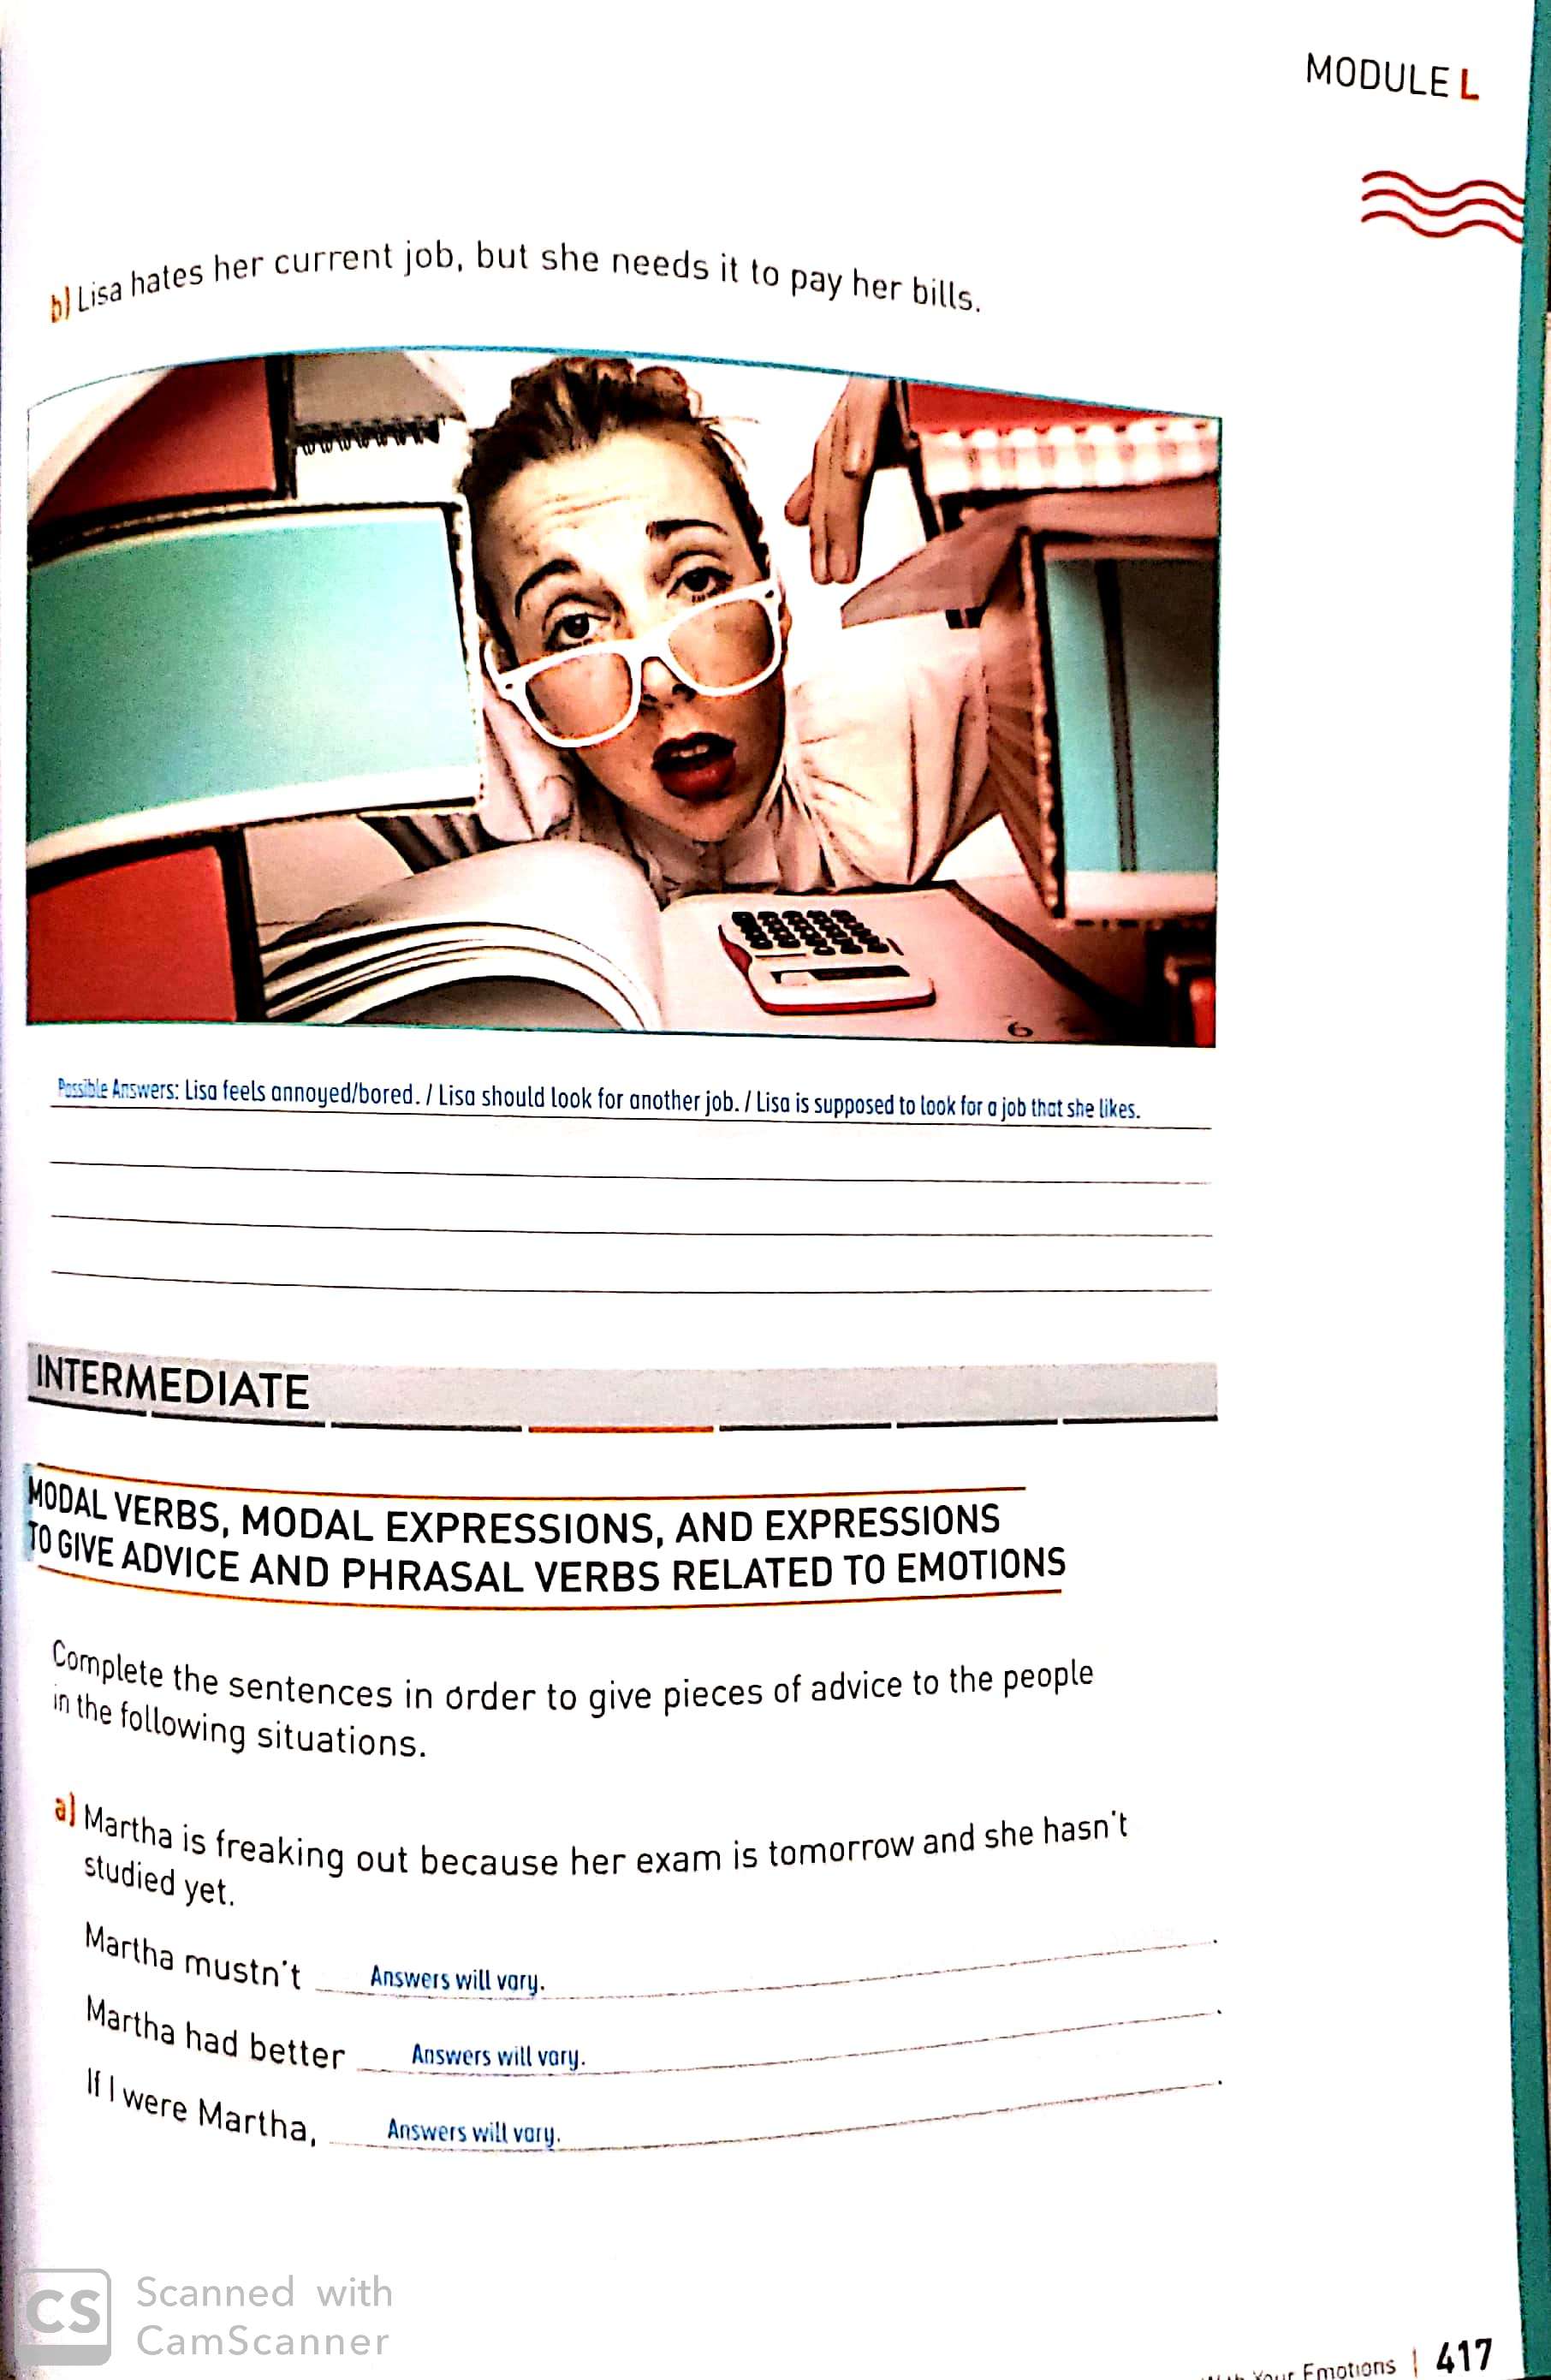 MODULE L
b) Lisa hates her current job, but she needs it to pay her bills.
6
Possible Answers: Lisa feels annoyed/bored. / Lisa should look for another job. / Lisa is supposed to look for a job that she likes.
INTERMEDIATE
MODAL VERBS, MODAL EXPRESSIONS, AND EXPRESSIONS
TO GIVE ADVICE AND PHRASAL VERBS RELATED TO EMOTIONS
Complete the sentences in order to give pieces of advice to the people
in the following situations.
a) Martha is freaking out because her exam is tomorrow and she hasn't
studied yet.
Martha mustn't Answers will vary. .
Martha had better Answers will vary. .
If I were Martha, Answers will vary. .
CS Scanned with
CamScanner
Your Emotions | 417